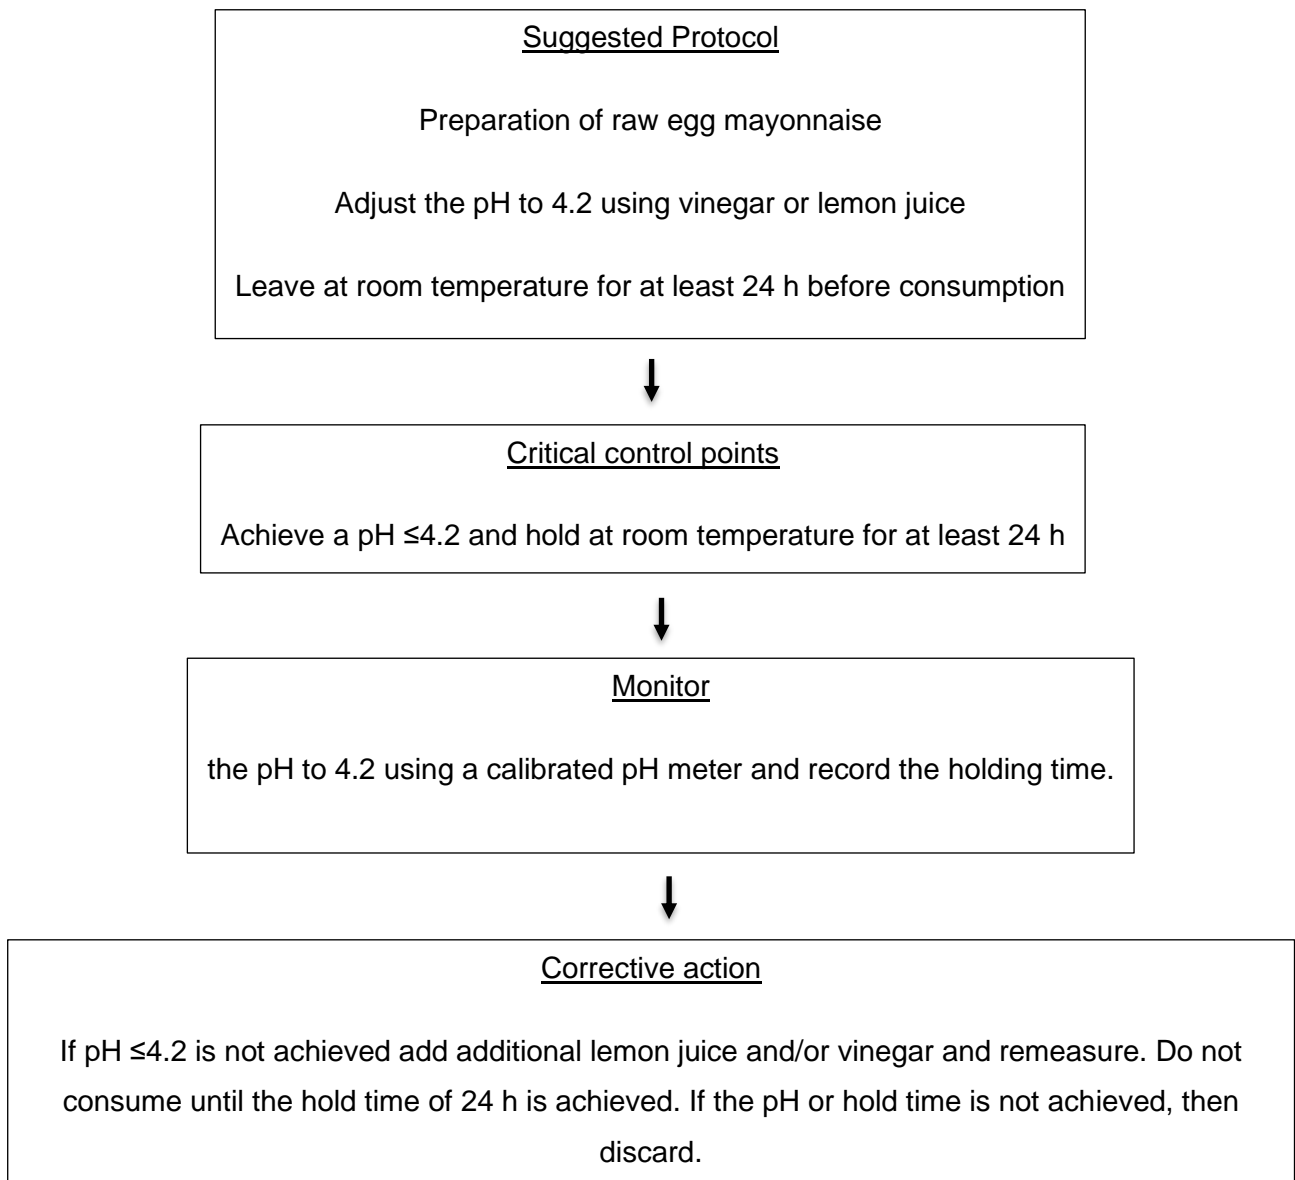 Suggested Protocol
Preparation of raw egg mayonnaise
Adjust the pH to 4.2 using vinegar or lemon juice
Leave at room temperature for at least 24 h before consumption
Critical control points
Achieve a pH ≤4.2 and hold at room temperature for at least 24 h
Monitor
the pH to 4.2 using a calibrated pH meter and record the holding time.
Corrective action
If pH ≤4.2 is not achieved add additional lemon juice and/or vinegar and remeasure. Do not
consume until the hold time of 24 h is achieved. If the pH or hold time is not achieved, then
discard.